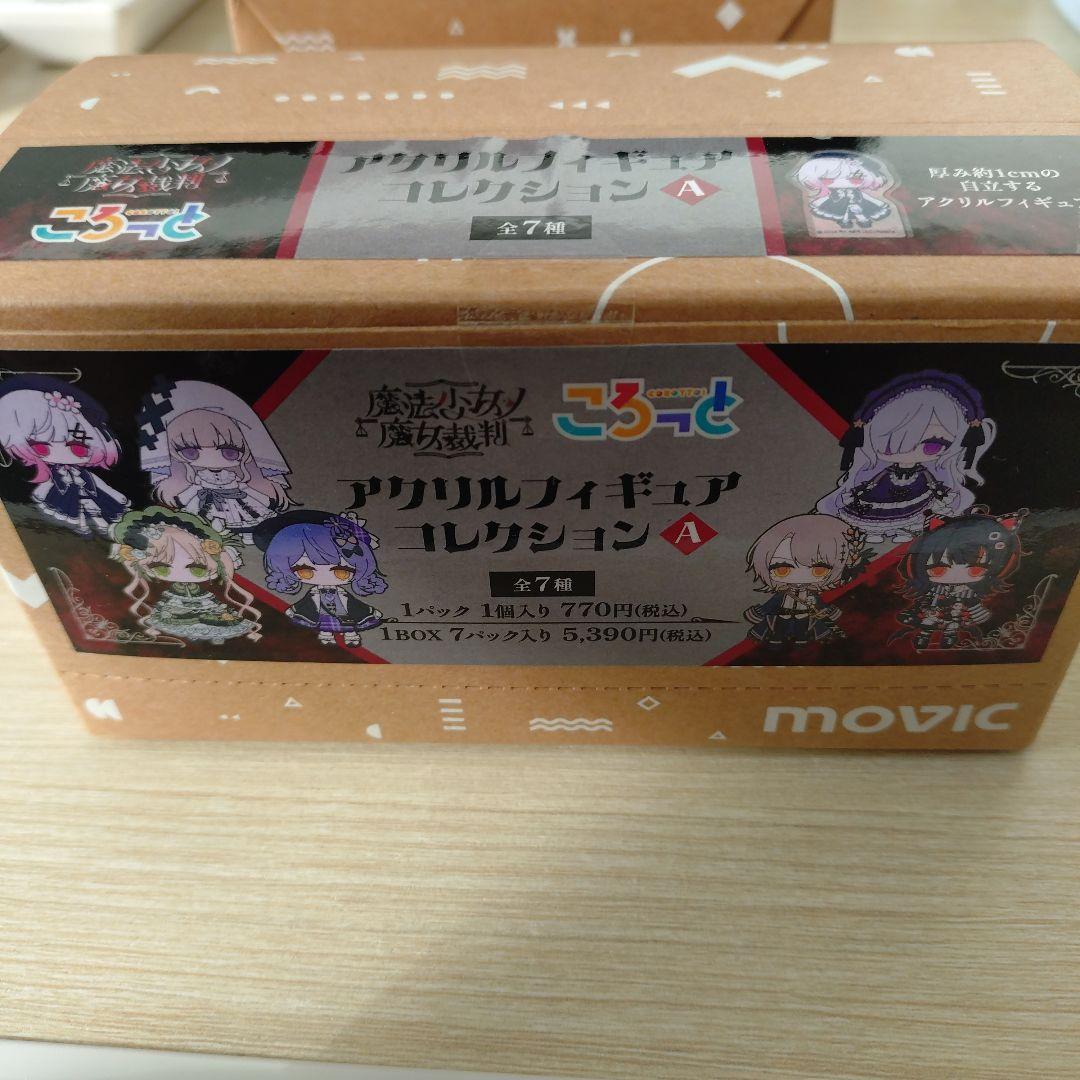 魔法少女ノ
魔女裁判
ころっと
COROTTO!
アクリルフィギュア
コレクション A
全7種
厚み約1cmの
自立する
アクリルフィギュア
魔法少女ノ
魔女裁判
ころっと
COROTTO!
アクリルフィギュア
コレクション A
全7種
1パック 1個入り 770円(税込)
1BOX 7パック入り 5,390円(税込)
movic